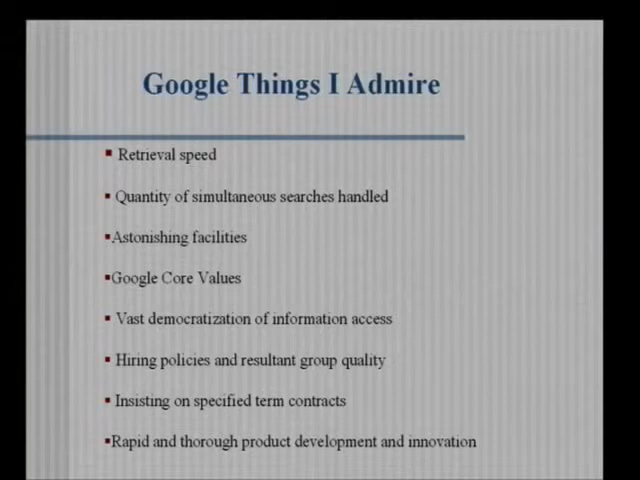 Google Things I Admire
Retrieval speed
Quantity of simultaneous searches handled
Astonishing facilities
Google Core Values
Vast democratization of information access
Hiring policies and resultant group quality
Insisting on specified term contracts
Rapid and thorough product development and innovation